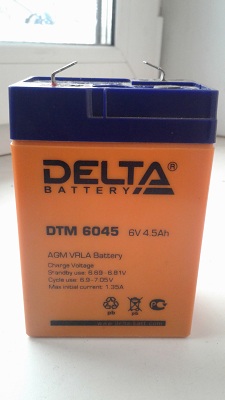 DELTA®
BATTERY
DTM 6045 6V 4.5Ah
AGM VRLA Battery
Charge Voltage
Standby use: 6.69 - 6.81V
Cycle use: 6.9 - 7.05V
Max initial current: 1.35A